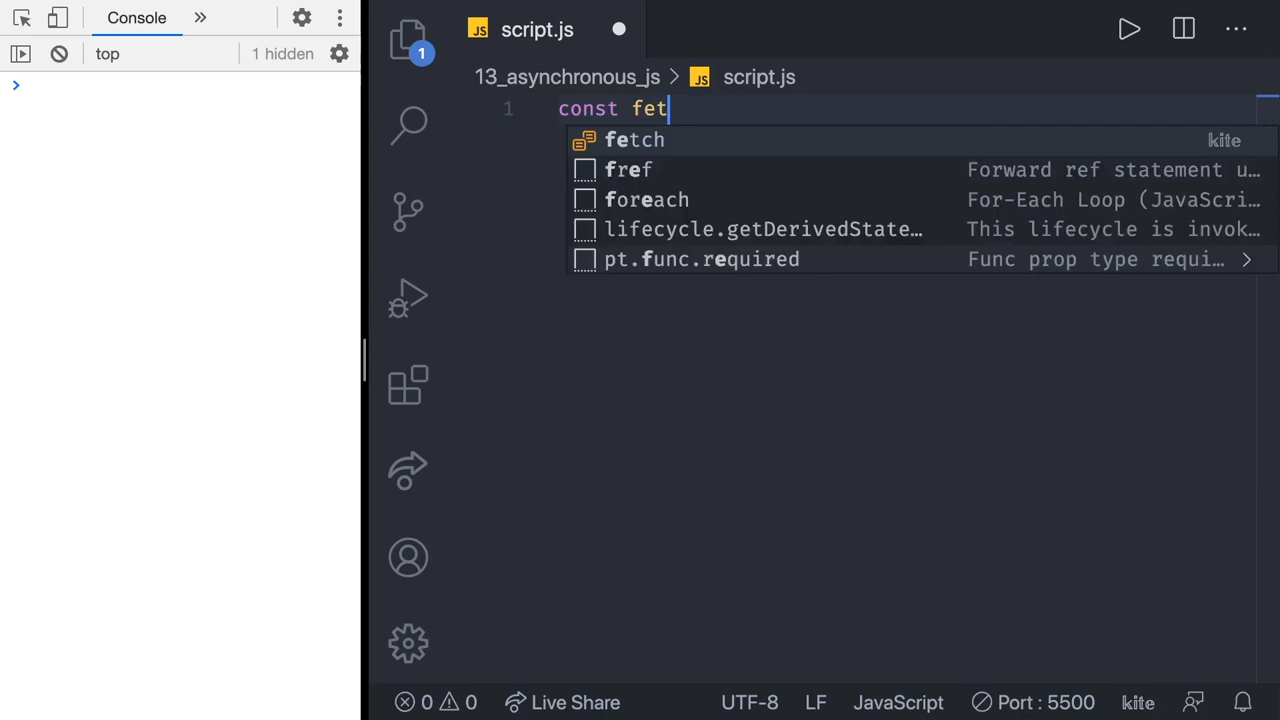 Console
top
1 hidden
1
JS script.js
13_asynchronous_js > JS script.js
1 const fet
fetch kite
fref Forward ref statement u…
foreach For-Each Loop (JavaScri…
lifecycle.getDerivedState… This lifecycle is invok…
pt.func.required Func prop type requi…
0 0 Live Share UTF-8 LF JavaScript Port : 5500 kite